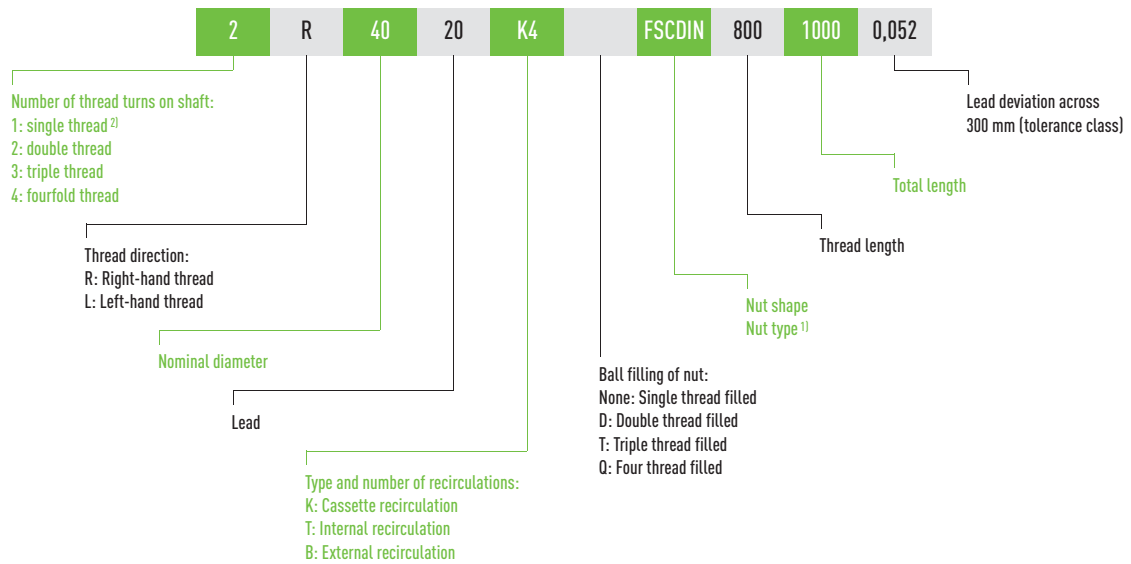 2 R 40 20 K4 FSCDIN 800 1000 0,052
Number of thread turns on shaft:
1: single thread 2)
2: double thread
3: triple thread
4: fourfold thread
Thread direction:
R: Right-hand thread
L: Left-hand thread
Nominal diameter
Lead
Type and number of recirculations:
K: Cassette recirculation
T: Internal recirculation
B: External recirculation
Ball filling of nut:
None: Single thread filled
D: Double thread filled
T: Triple thread filled
Q: Four thread filled
Nut shape
Nut type 1)
Thread length
Total length
Lead deviation across
300 mm (tolerance class)